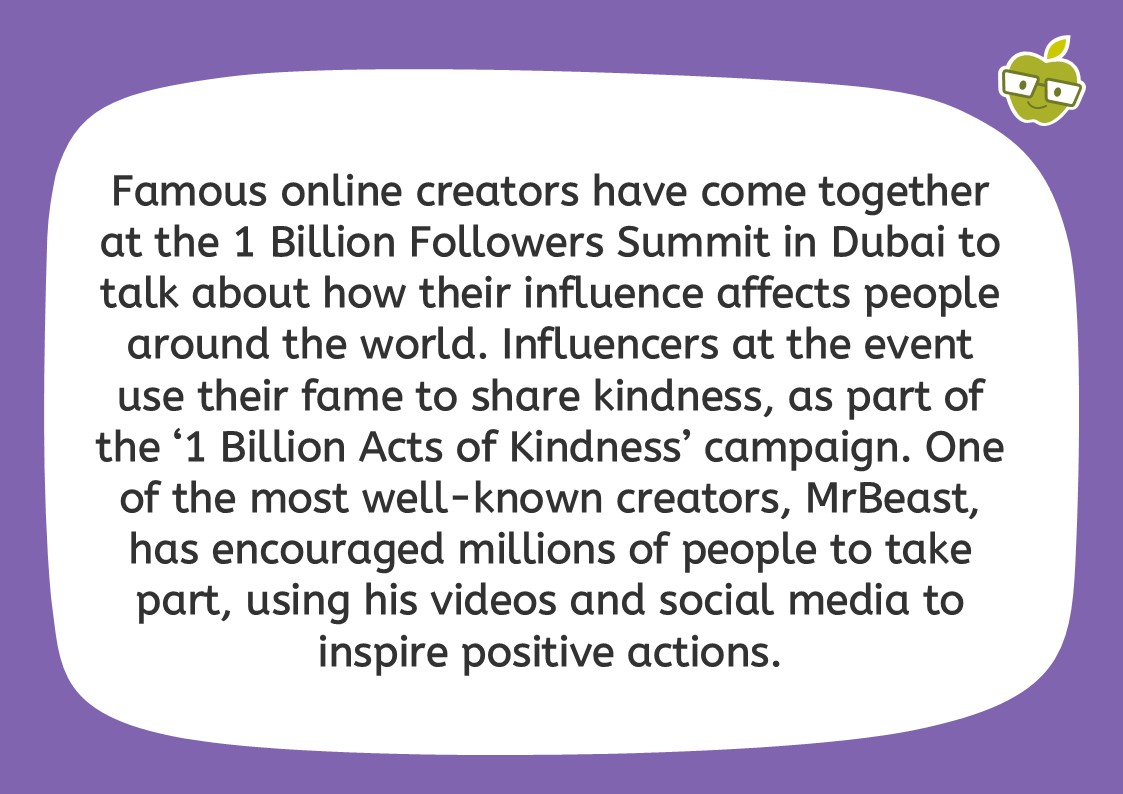 Famous online creators have come together
at the 1 Billion Followers Summit in Dubai to
talk about how their influence affects people
around the world. Influencers at the event
use their fame to share kindness, as part of
the ‘1 Billion Acts of Kindness’ campaign. One
of the most well-known creators, MrBeast,
has encouraged millions of people to take
part, using his videos and social media to
inspire positive actions.